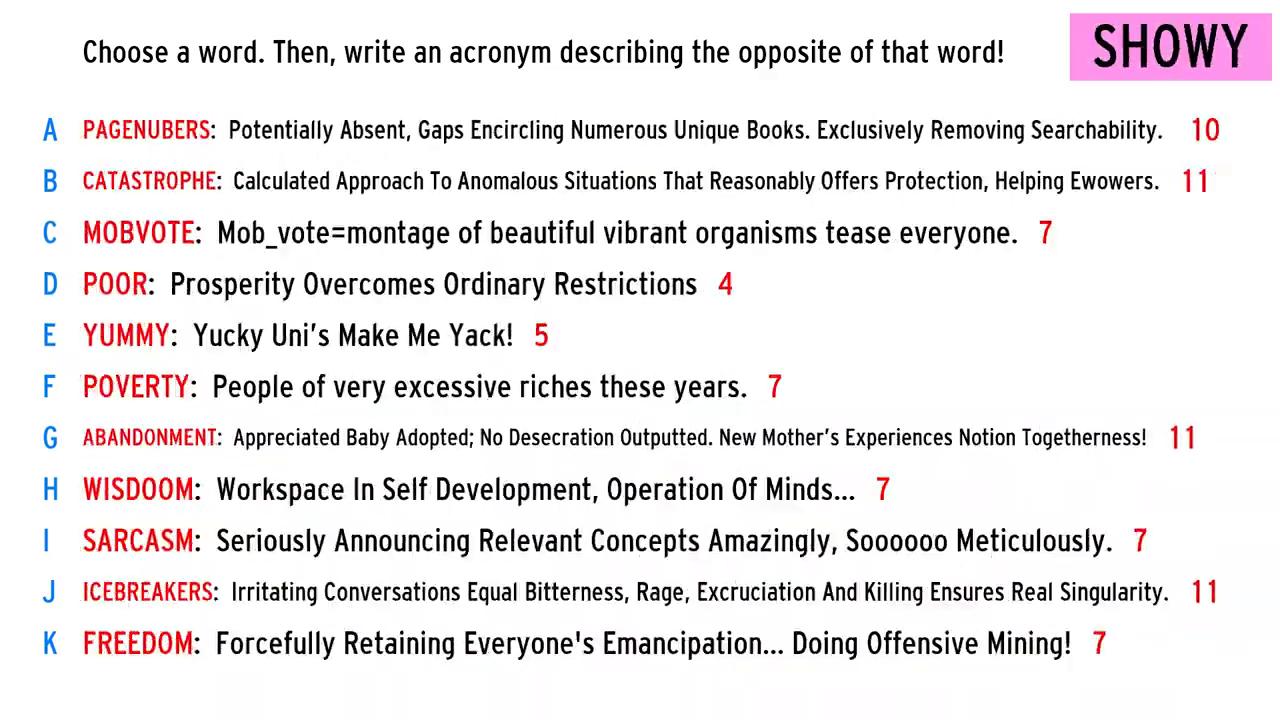 Choose a word. Then, write an acronym describing the opposite of that word!
SHOWY
A PAGENUBERS: Potentially Absent, Gaps Encircling Numerous Unique Books. Exclusively Removing Searchability. 10
B CATASTROPHE: Calculated Approach To Anomalous Situations That Reasonably Offers Protection, Helping Ewowers. 11
C MOBVOTE: Mob_vote=montage of beautiful vibrant organisms tease everyone. 7
D POOR: Prosperity Overcomes Ordinary Restrictions 4
E YUMMY: Yucky Uni's Make Me Yack! 5
F POVERTY: People of very excessive riches these years. 7
G ABANDONMENT: Appreciated Baby Adopted; No Desecration Outputted. New Mother's Experiences Notion Togetherness! 11
H WISDOOM: Workspace In Self Development, Operation Of Minds... 7
I SARCASM: Seriously Announcing Relevant Concepts Amazingly, Soooooo Meticulously. 7
J ICEBREAKERS: Irritating Conversations Equal Bitterness, Rage, Excruciation And Killing Ensures Real Singularity. 11
K FREEDOM: Forcefully Retaining Everyone's Emancipation... Doing Offensive Mining! 7